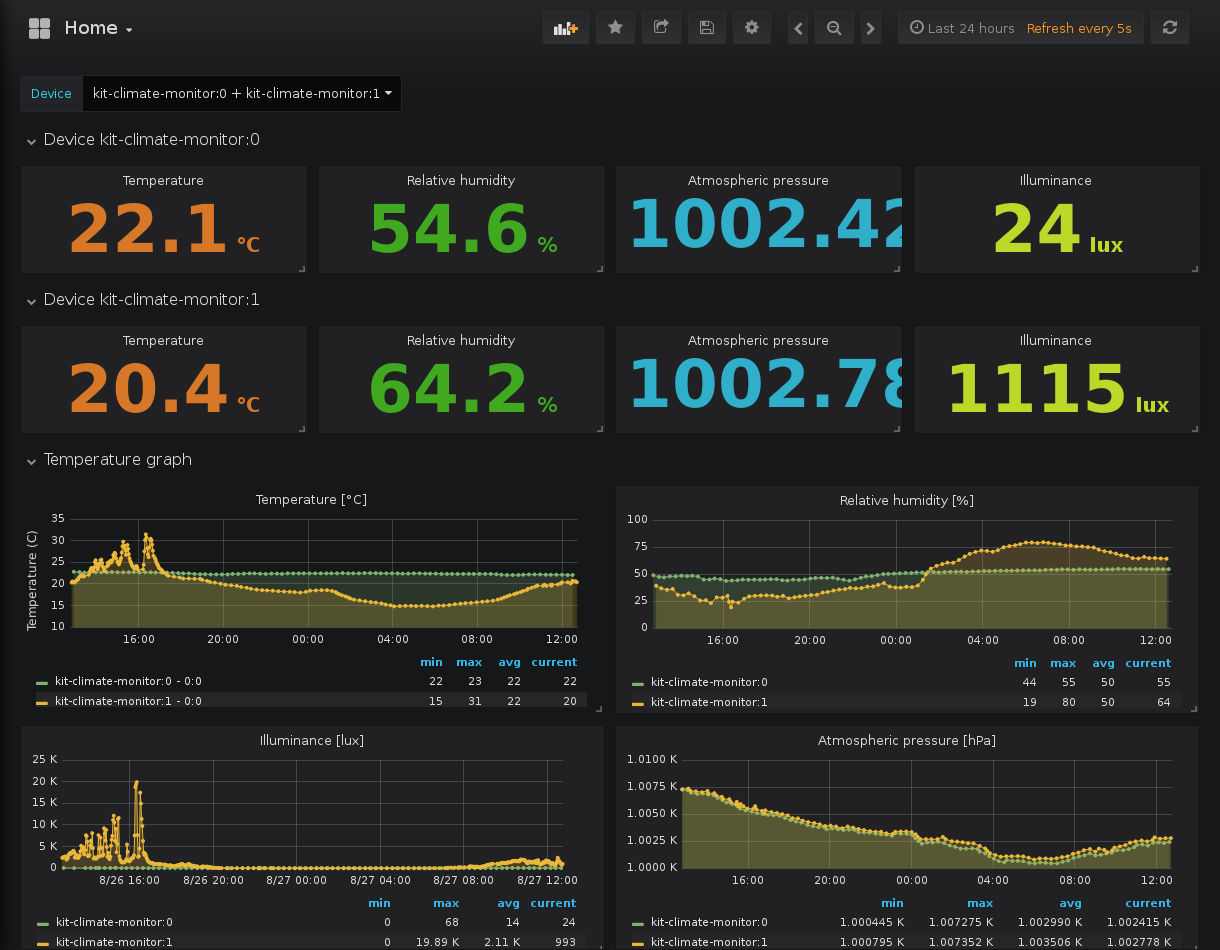 Home
Last 24 hours Refresh every 5s
Device kit-climate-monitor:0 + kit-climate-monitor:1
Device kit-climate-monitor:0
Temperature Relative humidity Atmospheric pressure Illuminance
22.1 °C 54.6 % 1002.42 24 lux
Device kit-climate-monitor:1
Temperature Relative humidity Atmospheric pressure Illuminance
20.4 °C 64.2 % 1002.78 1115 lux
Temperature graph
Temperature [°C]
Temperature (C)
35
30
25
20
15
10
16:00 20:00 00:00 04:00 08:00 12:00
min max avg current
kit-climate-monitor:0 - 0:0 22 23 22 22
kit-climate-monitor:1 - 0:0 15 31 22 20
Relative humidity [%]
100
75
50
25
0
16:00 20:00 00:00 04:00 08:00 12:00
min max avg current
kit-climate-monitor:0 44 55 50 55
kit-climate-monitor:1 19 80 50 64
Illuminance [lux]
25 K
20 K
15 K
10 K
5 K
0
8/26 16:00 8/26 20:00 8/27 00:00 8/27 04:00 8/27 08:00 8/27 12:00
min max avg current
kit-climate-monitor:0 0 68 14 24
kit-climate-monitor:1 0 19.89 K 2.11 K 993
Atmospheric pressure [hPa]
1.0100 K
1.0075 K
1.0050 K
1.0025 K
1.0000 K
16:00 20:00 00:00 04:00 08:00 12:00
min max avg current
kit-climate-monitor:0 1.000445 K 1.007275 K 1.002990 K 1.002415 K
kit-climate-monitor:1 1.000795 K 1.007352 K 1.003506 K 1.002778 K